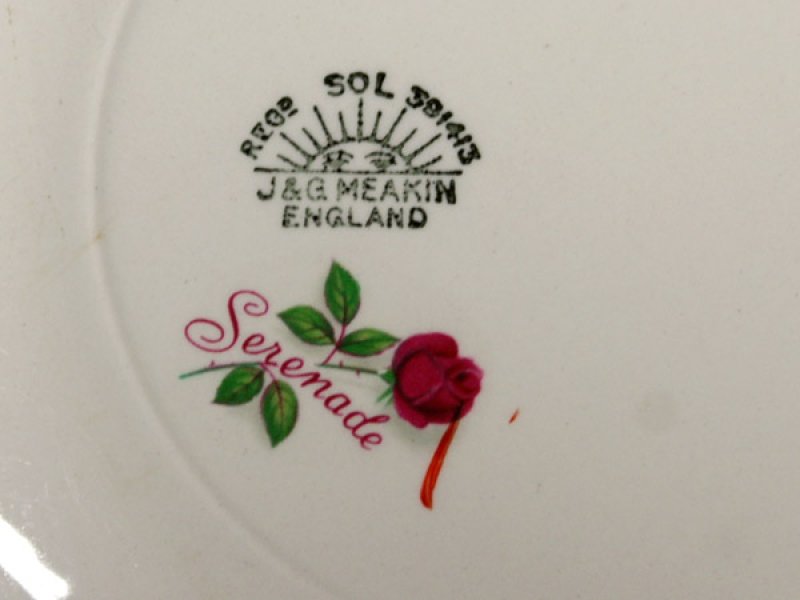 REGD SOL 391413
J & G. MEAKIN
ENGLAND
Serenade